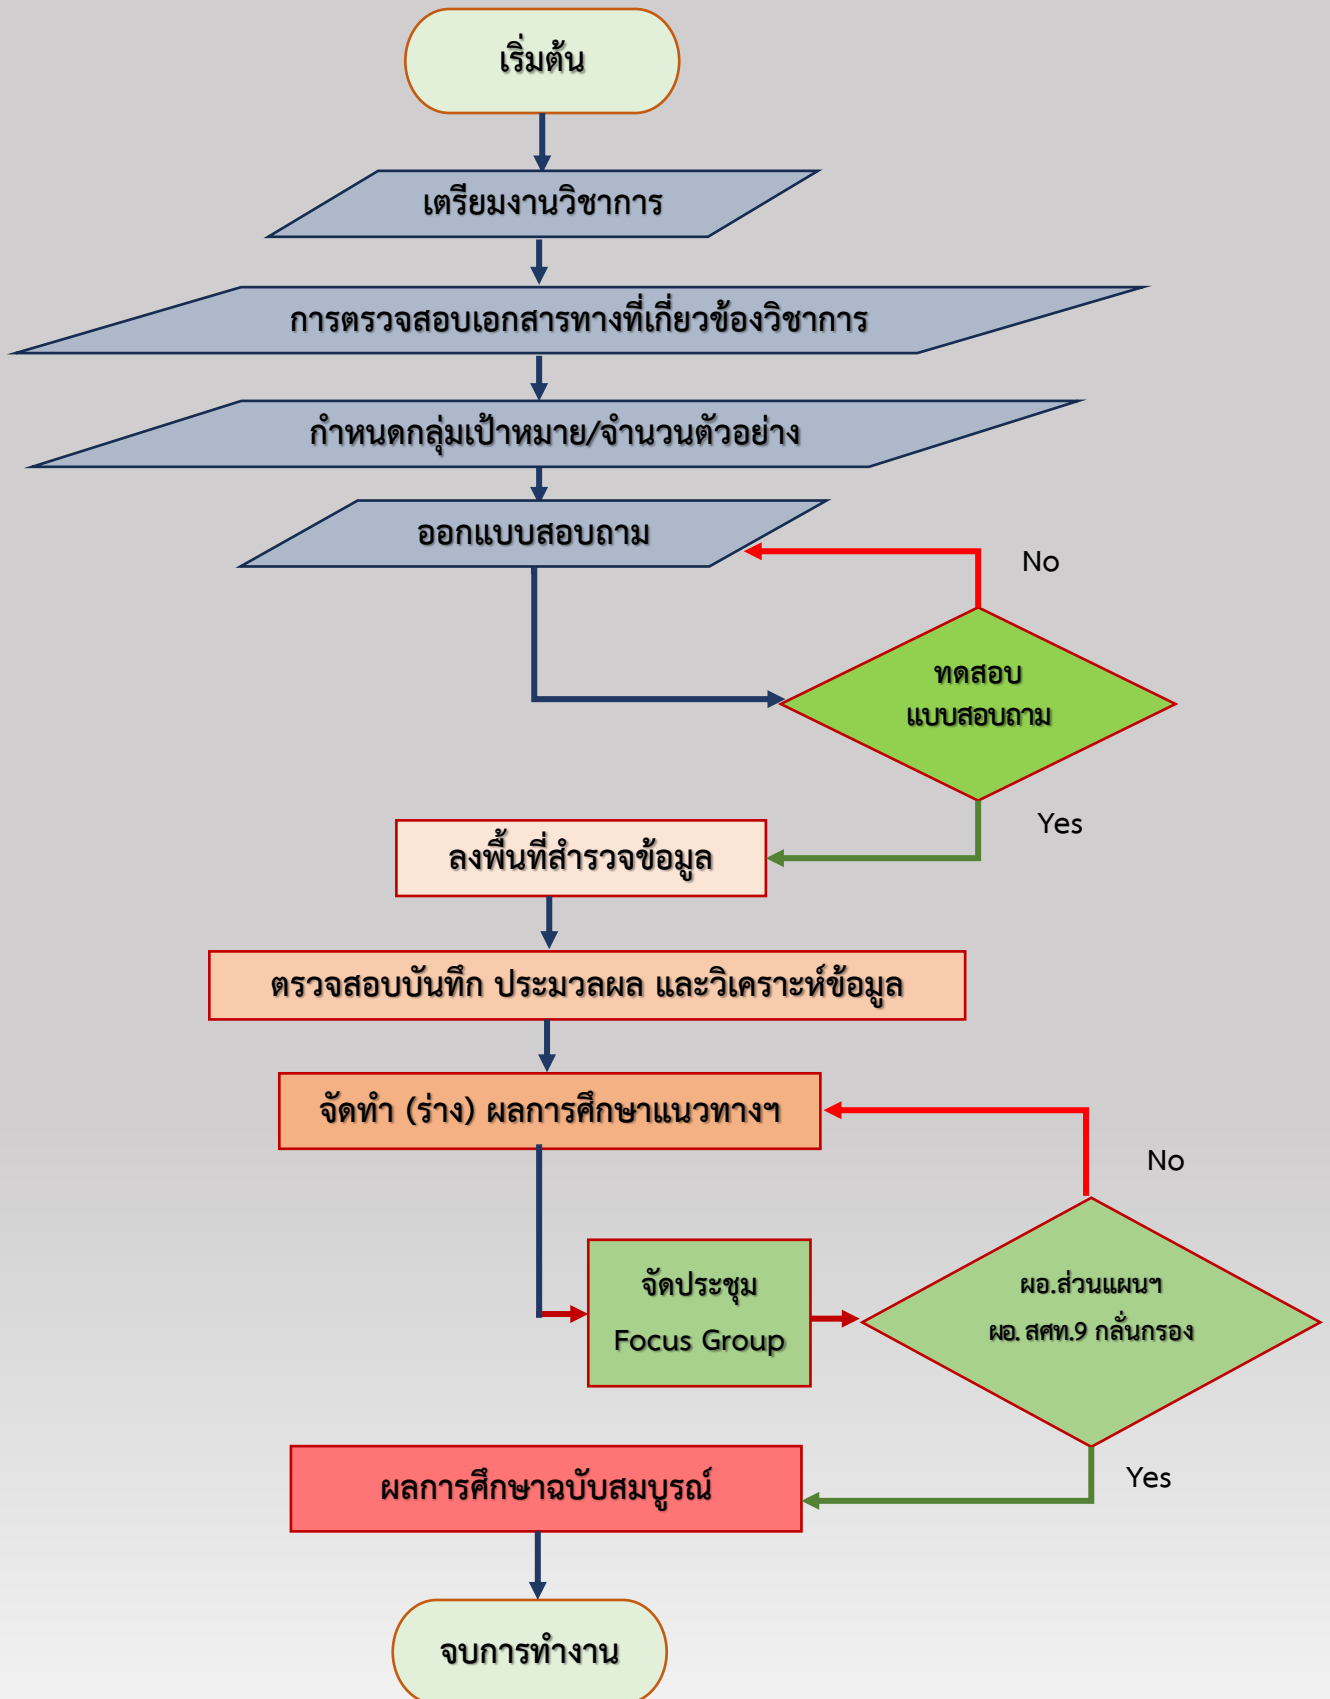 เริ่มต้น
เตรียมงานวิชาการ
การตรวจสอบเอกสารทางที่เกี่ยวข้องวิชาการ
กำหนดกลุ่มเป้าหมาย/จำนวนตัวอย่าง
ออกแบบสอบถาม
No
ทดสอบ
แบบสอบถาม
Yes
ลงพื้นที่สำรวจข้อมูล
ตรวจสอบบันทึก ประมวลผล และวิเคราะห์ข้อมูล
จัดทำ (ร่าง) ผลการศึกษาแนวทางฯ
No
จัดประชุม
Focus Group
ผอ.ส่วนแผนฯ
ผอ. สศท.9 กลั่นกรอง
Yes
ผลการศึกษาฉบับสมบูรณ์
จบการทำงาน